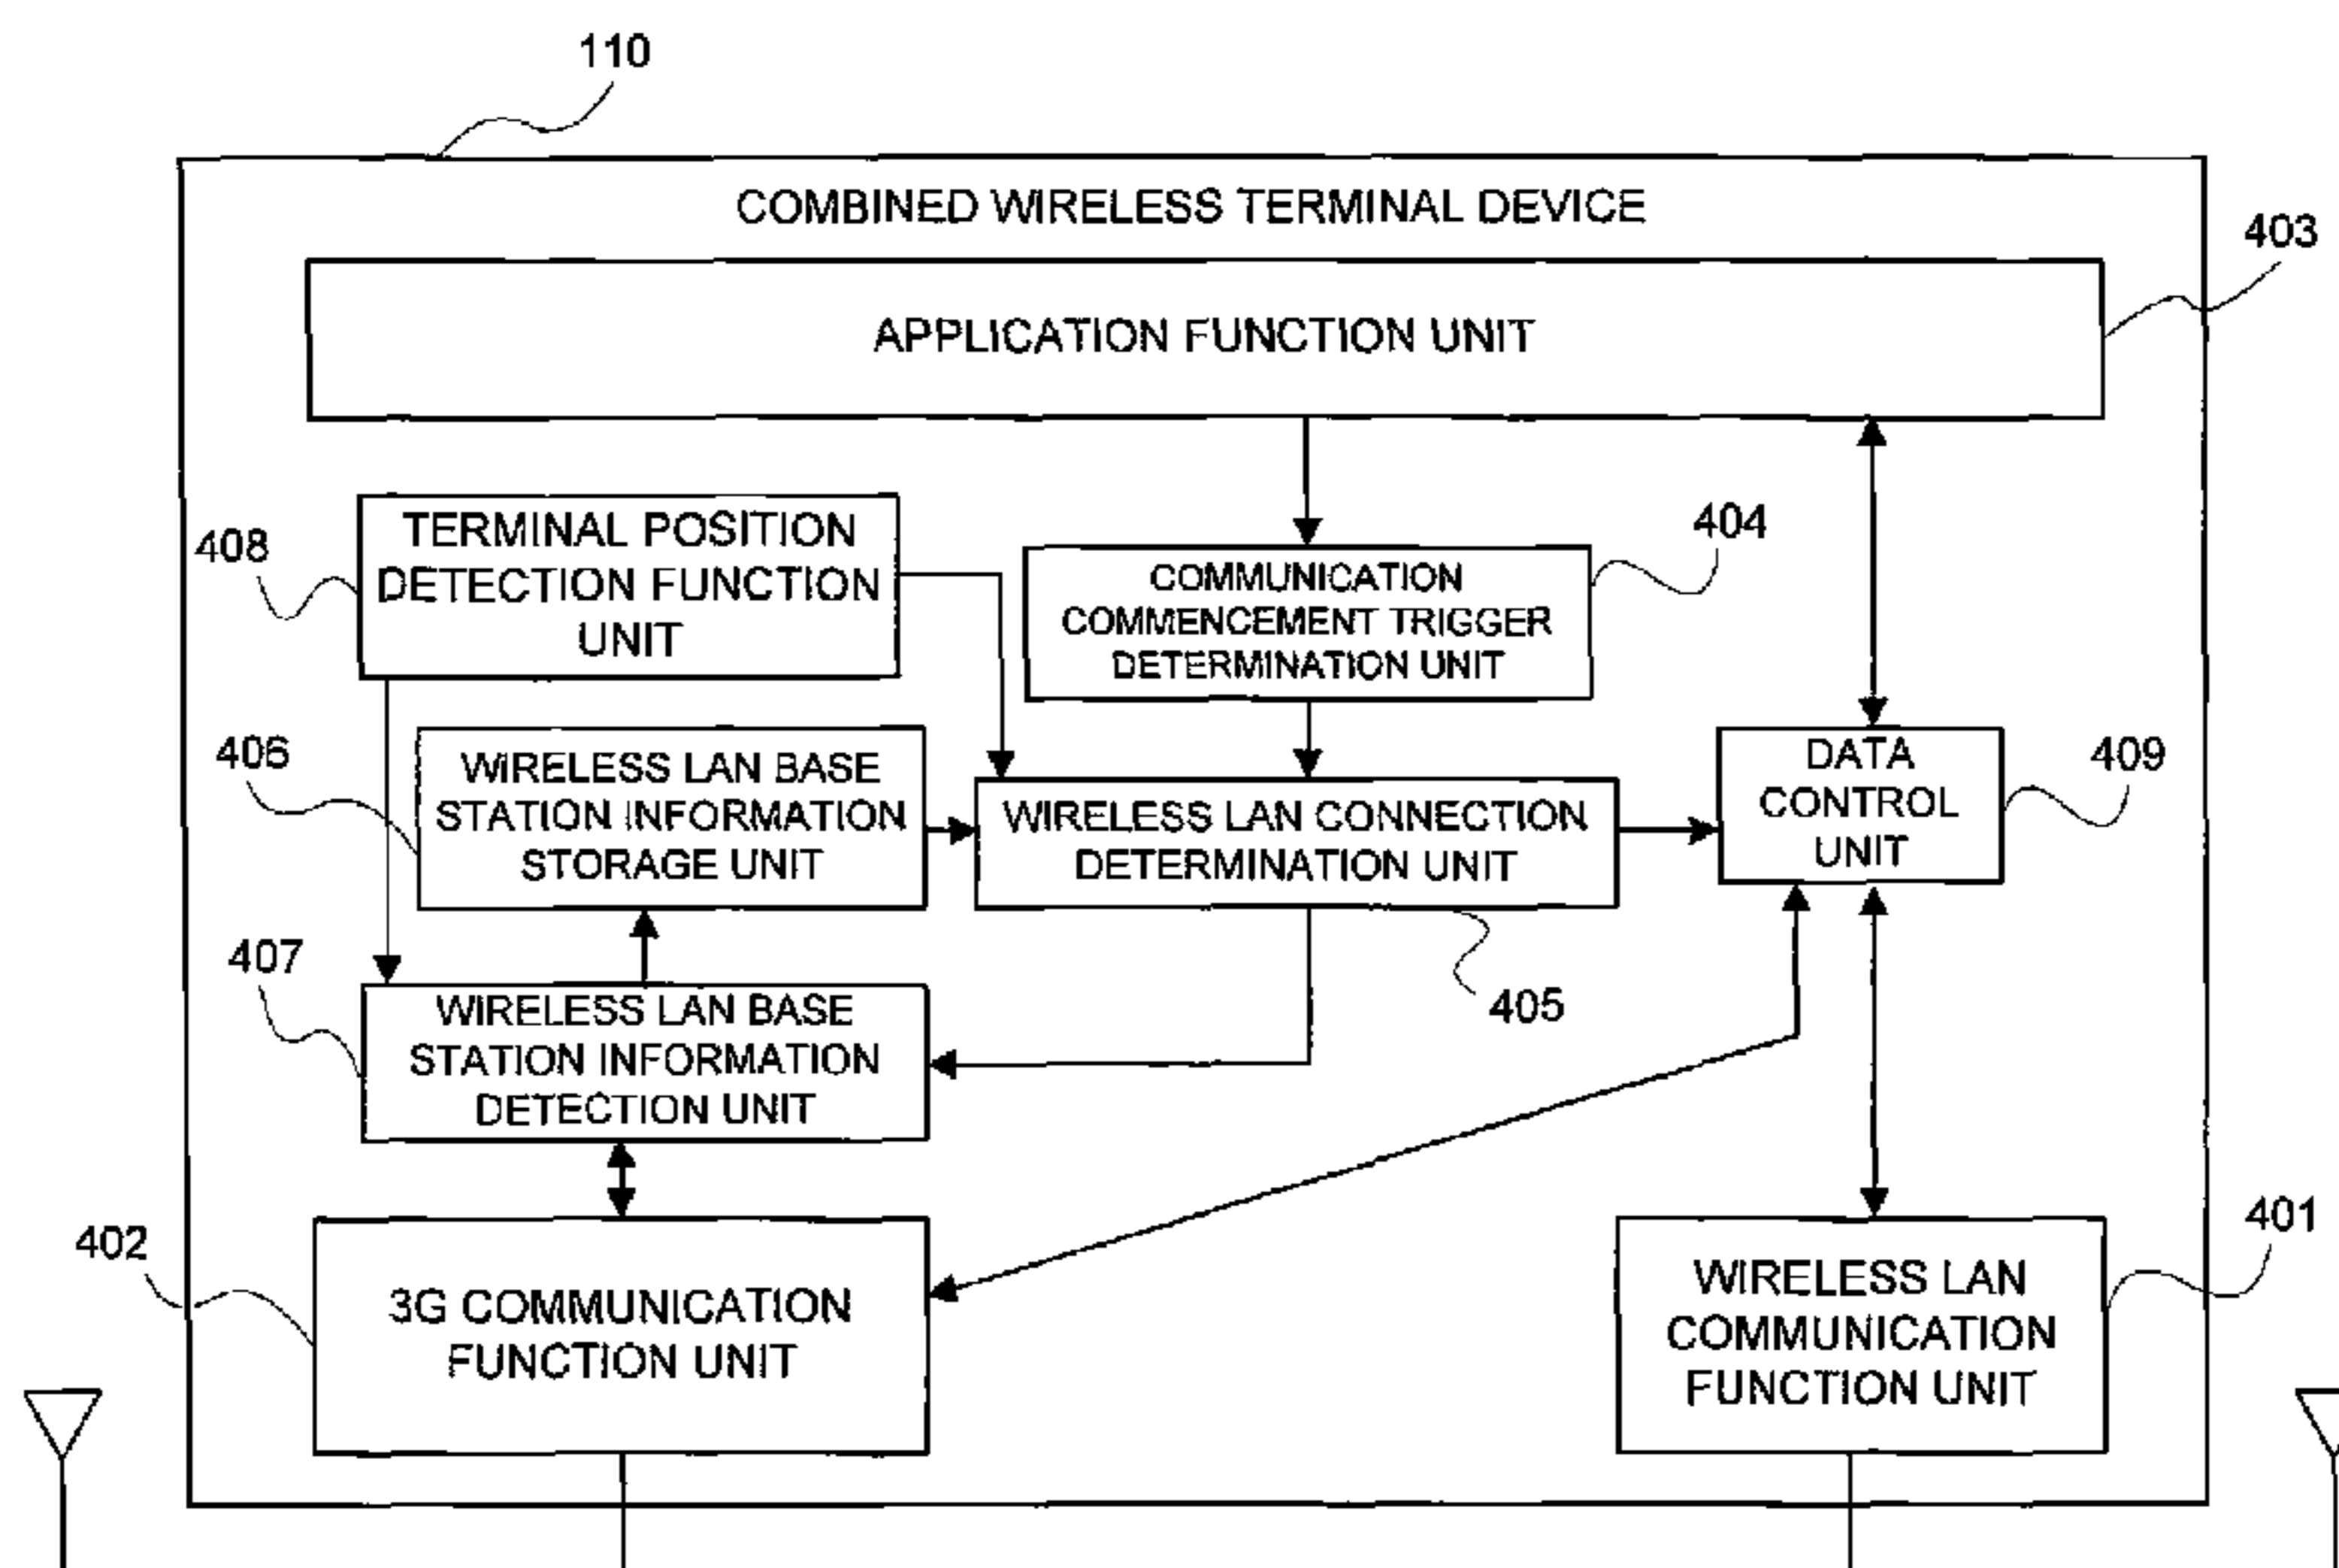 110
COMBINED WIRELESS TERMINAL DEVICE
403
APPLICATION FUNCTION UNIT
408
TERMINAL POSITION
DETECTION FUNCTION
UNIT
404
COMMUNICATION
COMMENCEMENT TRIGGER
DETERMINATION UNIT
406
WIRELESS LAN BASE
STATION INFORMATION
STORAGE UNIT
WIRELESS LAN CONNECTION
DETERMINATION UNIT
DATA
CONTROL
UNIT
409
407
WIRELESS LAN BASE
STATION INFORMATION
DETECTION UNIT
405
402
3G COMMUNICATION
FUNCTION UNIT
401
WIRELESS LAN
COMMUNICATION
FUNCTION UNIT